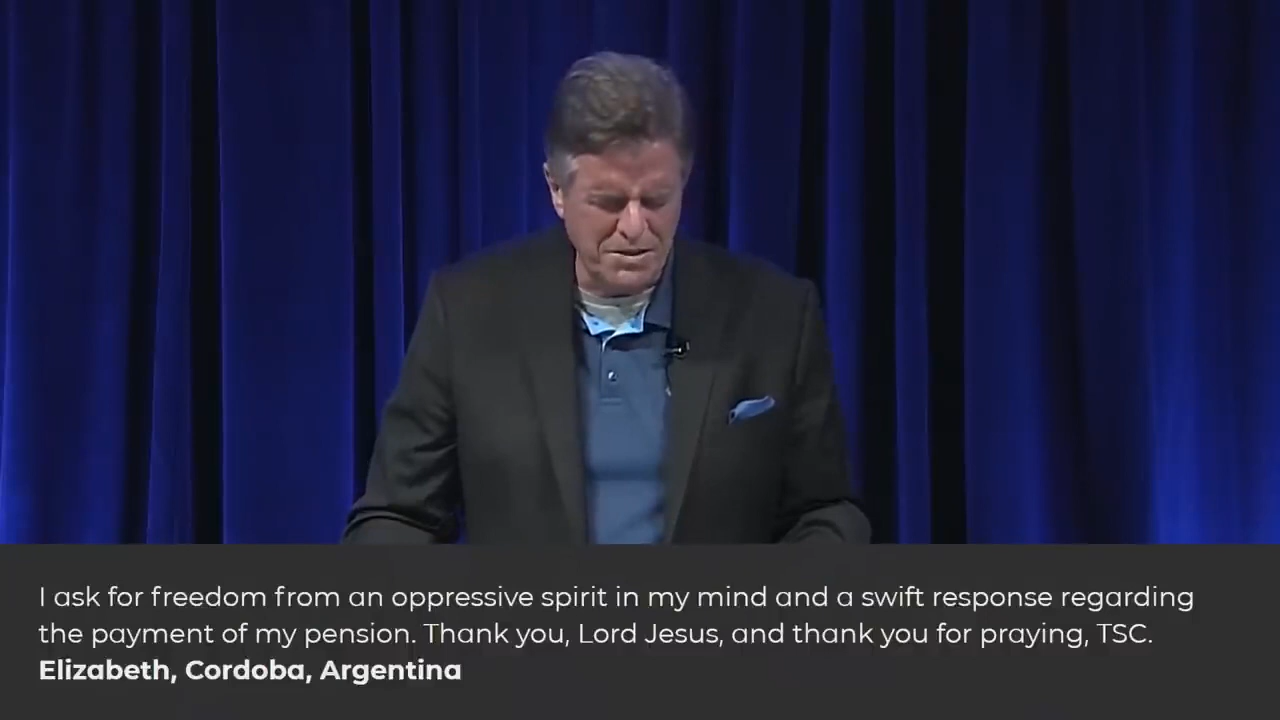 I ask for freedom from an oppressive spirit in my mind and a swift response regarding
the payment of my pension. Thank you, Lord Jesus, and thank you for praying, TSC.
Elizabeth, Cordoba, Argentina